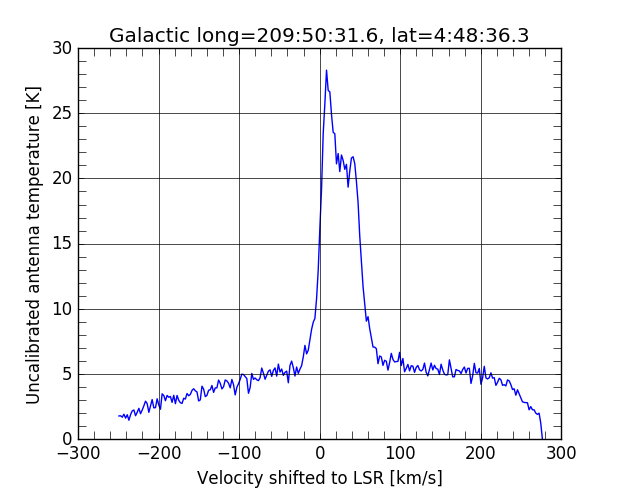 Galactic long=209:50:31.6, lat=4:48:36.3
30
25
20
15
10
5
0
Uncalibrated antenna temperature [K]
−300 −200 −100 0 100 200 300
Velocity shifted to LSR [km/s]